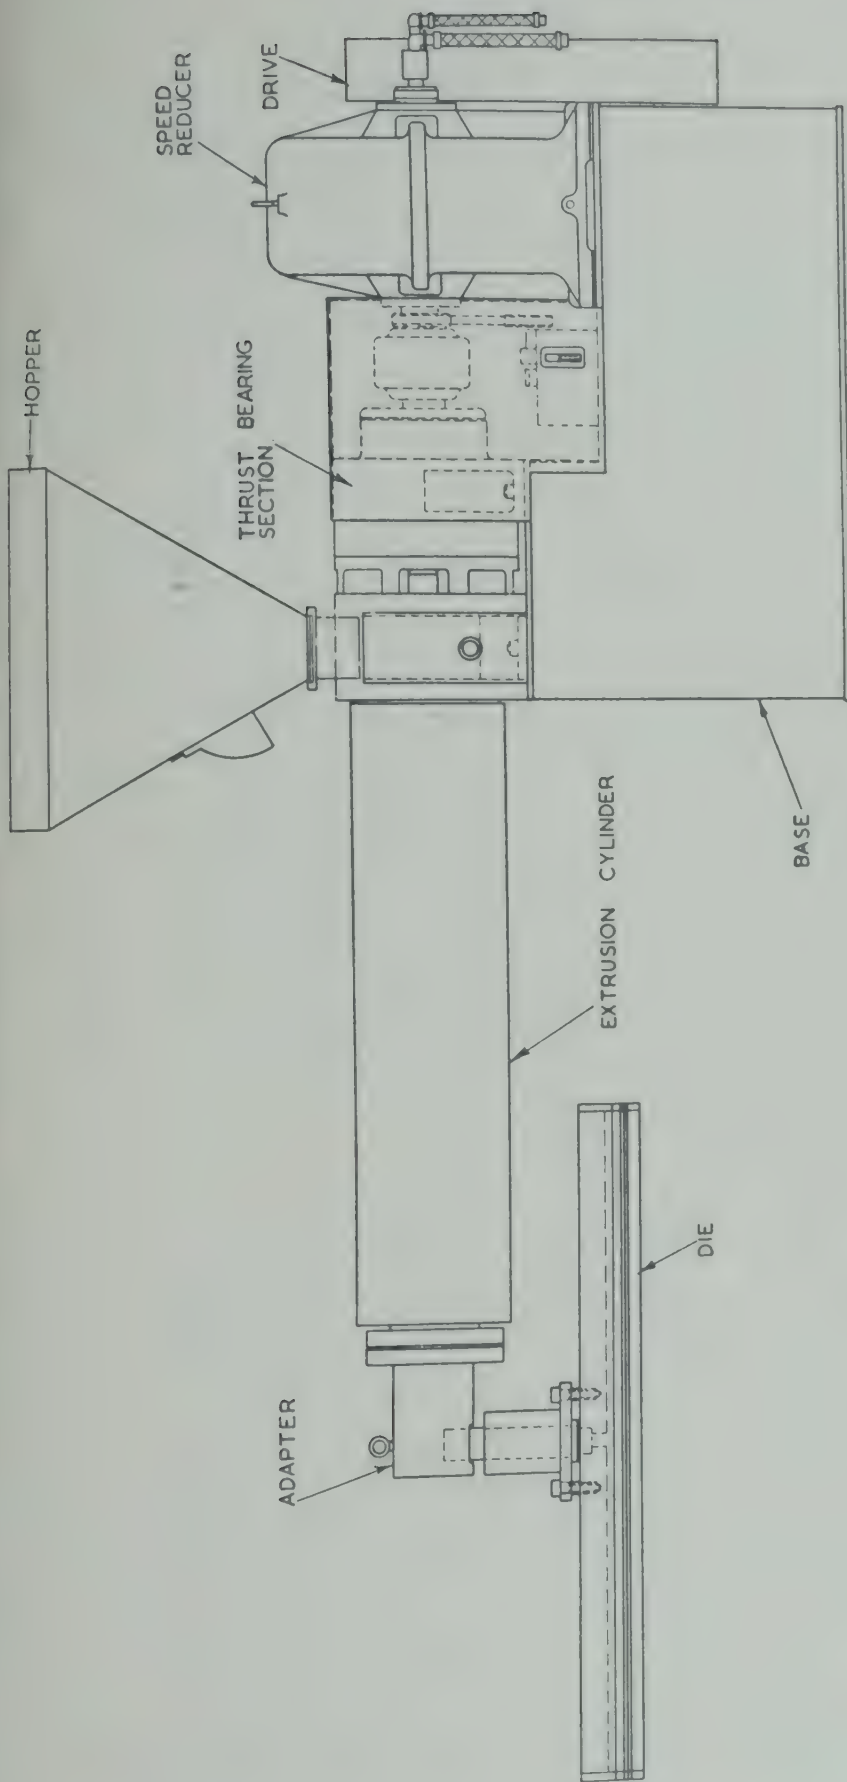 HOPPER
SPEED
REDUCER
DRIVE
THRUST BEARING
SECTION
ADAPTER
EXTRUSION CYLINDER
BASE
DIE